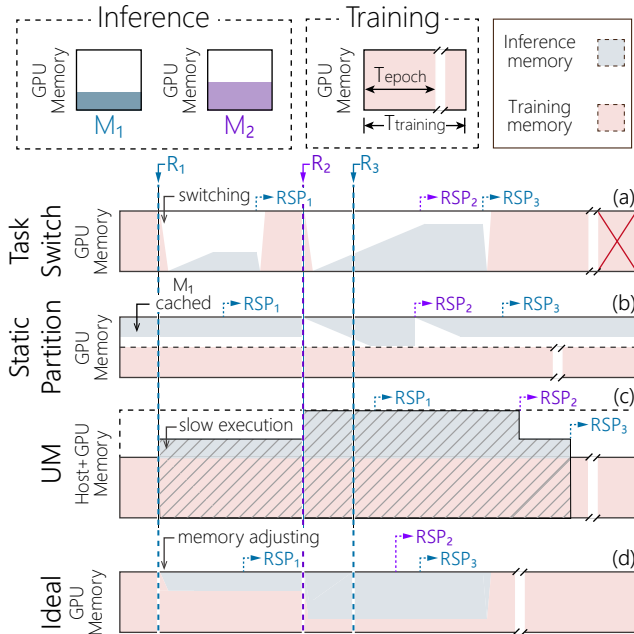 Inference
GPU
Memory
M1
M2
Training
GPU
Memory
Tepoch
Ttraining
Inference
memory
Training
memory
R1
R2
R3
(a)
Task
Switch
GPU
Memory
switching
RSP1
RSP2
RSP3
(b)
Static
Partition
GPU
Memory
M1
cached
RSP1
RSP2
RSP3
(c)
UM
Host+GPU
Memory
slow execution
RSP1
RSP2
RSP3
(d)
Ideal
GPU
Memory
memory adjusting
RSP1
RSP2
RSP3